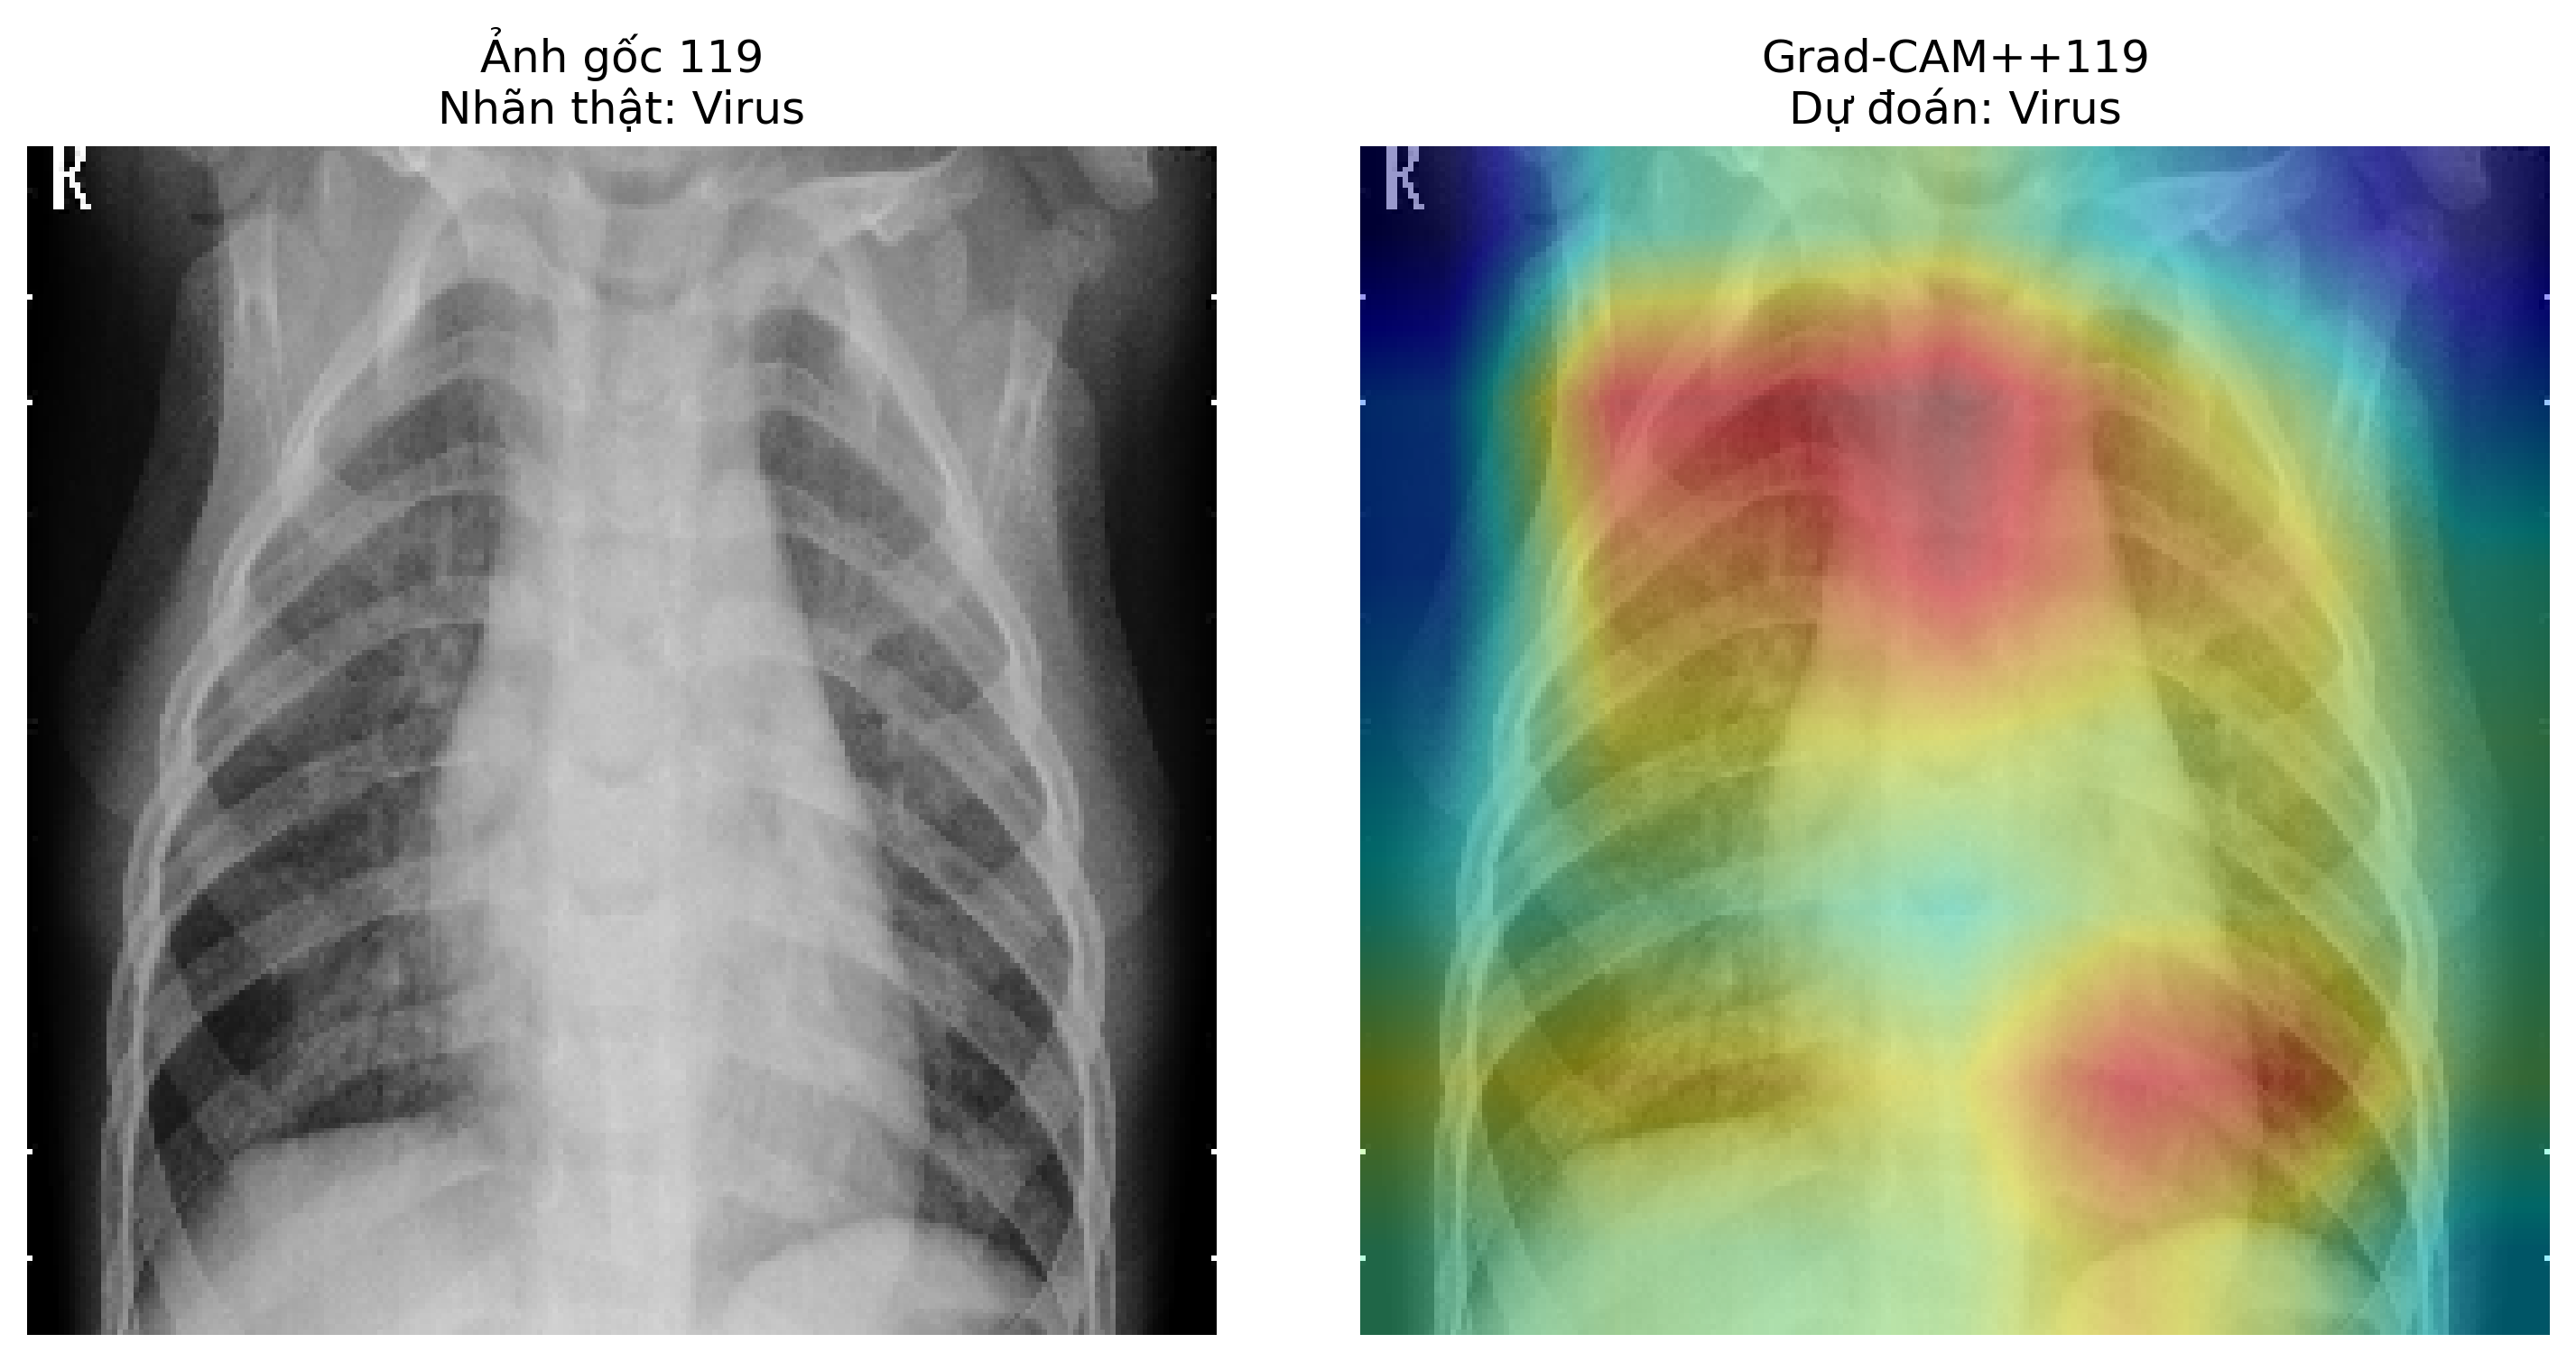 Ảnh gốc 119
Nhãn thật: Virus
Grad-CAM++119
Dự đoán: Virus
R
R